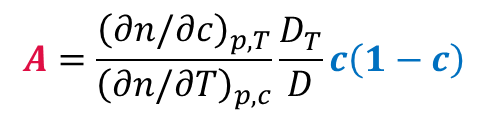 A = (∂n/∂c)p,T / (∂n/∂T)p,c D_T / D c(1 − c)